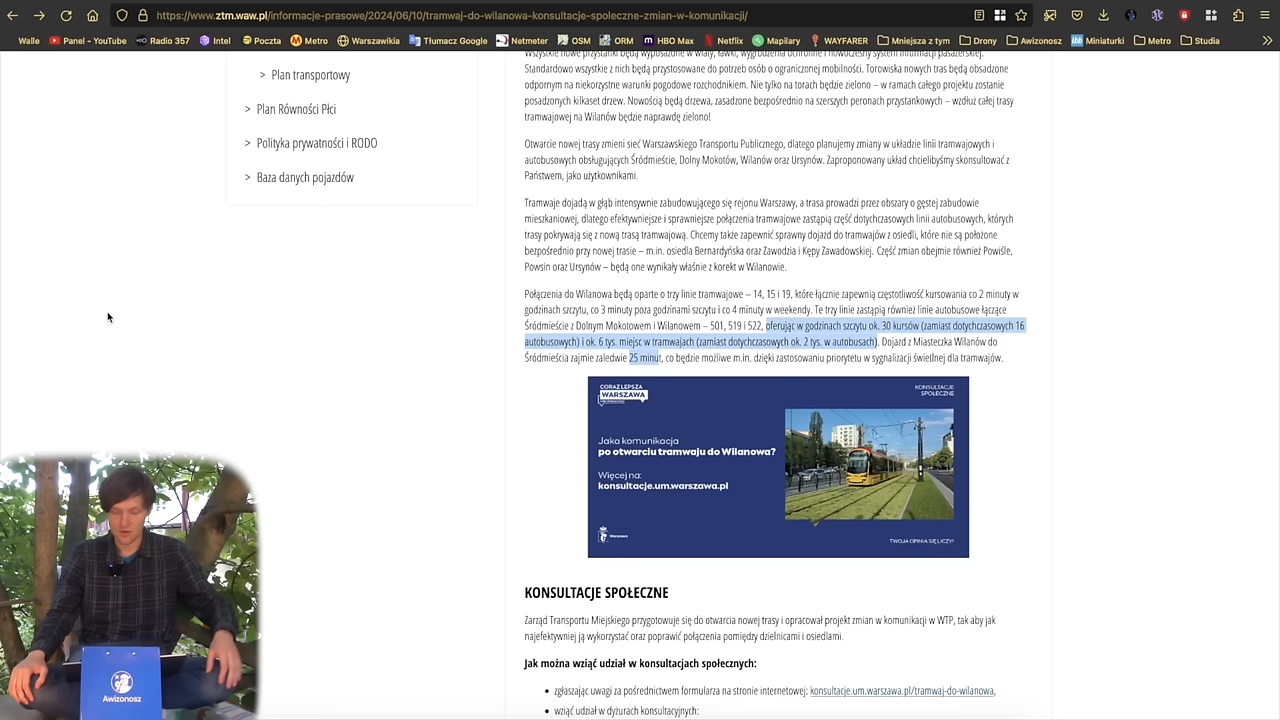 https://www.ztm.waw.pl/informacje-prasowe/2024/06/10/tramwaj-do-wilanowa-konsultacje-spoleczne-zmian-w-komunikacji/
Walle Panel - YouTube Radio 357 Intel Poczta Metro Warszawikia Tłumacz Google Netmeter OSM ORM HBO Max Netflix Mapilary WAYFARER Mniejsza z tym Drony Awizonosz Miniaturki Metro Studia
> Plan transportowy
> Plan Równości Płci
> Polityka prywatności i RODO
> Baza danych pojazdów
Wszystkie nowe przystanki będą wyposażone w wiaty, ławki, wygrodzenia ochronne i nowoczesny system informacji pasażerskiej.
Standardowo wszystkie z nich będą przystosowane do potrzeb osób o ograniczonej mobilności. Torowiska nowych tras będą obsadzone
odpornym na niekorzystne warunki pogodowe rozchodnikiem. Nie tylko na torach będzie zielono – w ramach całego projektu zostanie
posadzonych kilkaset drzew. Nowością będą drzewa, zasadzone bezpośrednio na szerszych peronach przystankowych – wzdłuż całej trasy
tramwajowej na Wilanów będzie naprawdę zielono!
Otwarcie nowej trasy zmieni sieć Warszawskiego Transportu Publicznego, dlatego planujemy zmiany w układzie linii tramwajowych i
autobusowych obsługujących Śródmieście, Dolny Mokotów, Wilanów oraz Ursynów. Zaproponowany układ chcielibyśmy skonsultować z
Państwem, jako użytkownikami.
Tramwaje dojadą w głąb intensywnie zabudowującego się rejonu Warszawy, a trasa prowadzi przez obszary o gęstej zabudowie
mieszkaniowej, dlatego efektywniejsze i sprawniejsze połączenia tramwajowe zastąpią część dotychczasowych linii autobusowych, których
trasy pokrywają się z nową trasą tramwajową. Chcemy także zapewnić sprawny dojazd do tramwajów z osiedli, które nie są położone
bezpośrednio przy nowej trasie – m.in. osiedla Bernardyńska oraz Zawodzia i Kępy Zawadowskiej. Część zmian obejmie również Powiśle,
Powsin oraz Ursynów – będą one wynikały właśnie z korekt w Wilanowie.
Połączenia do Wilanowa będą oparte o trzy linie tramwajowe – 14, 15 i 19, które łącznie zapewnią częstotliwość kursowania co 2 minuty w
godzinach szczytu, co 3 minuty poza godzinami szczytu i co 4 minuty w weekendy. Te trzy linie zastąpią również linie autobusowe łączące
Śródmieście z Dolnym Mokotowem i Wilanowem – 501, 519 i 522, oferując w godzinach szczytu ok. 30 kursów (zamiast dotychczasowych 16
autobusowych) i ok. 6 tys. miejsc w tramwajach (zamiast dotychczasowych ok. 2 tys. w autobusach). Dojazd z Miasteczka Wilanów do
Śródmieścia zajmie zaledwie 25 minut, co będzie możliwe m.in. dzięki zastosowaniu priorytetu w sygnalizacji świetlnej dla tramwajów.
CORAZ LEPSZA
WARSZAWA
KONSULTACJE
SPOŁECZNE
Jaka komunikacja
po otwarciu tramwaju do Wilanowa?
Więcej na:
konsultacje.um.warszawa.pl
Warszawa
TWOJA OPINIA SIĘ LICZY!
KONSULTACJE SPOŁECZNE
Zarząd Transportu Miejskiego przygotowuje się do otwarcia nowej trasy i opracował projekt zmian w komunikacji w WTP, tak aby jak
najefektywniej ją wykorzystać oraz poprawić połączenia pomiędzy dzielnicami i osiedlami.
Jak można wziąć udział w konsultacjach społecznych:
• zgłaszając uwagi za pośrednictwem formularza na stronie internetowej: konsultacje.um.warszawa.pl/tramwaj-do-wilanowa,
• wziąć udział w dyżurach konsultacyjnych:
Awizonosz